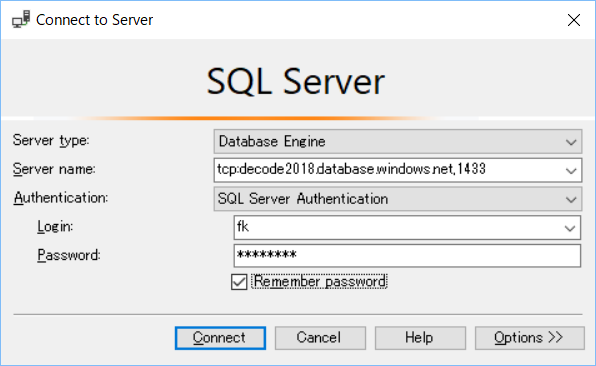 Connect to Server
SQL Server
Server type: Database Engine
Server name: tcp:decode2018.database.windows.net,1433
Authentication: SQL Server Authentication
Login: fk
Password: ********
Remember password
Connect Cancel Help Options >>